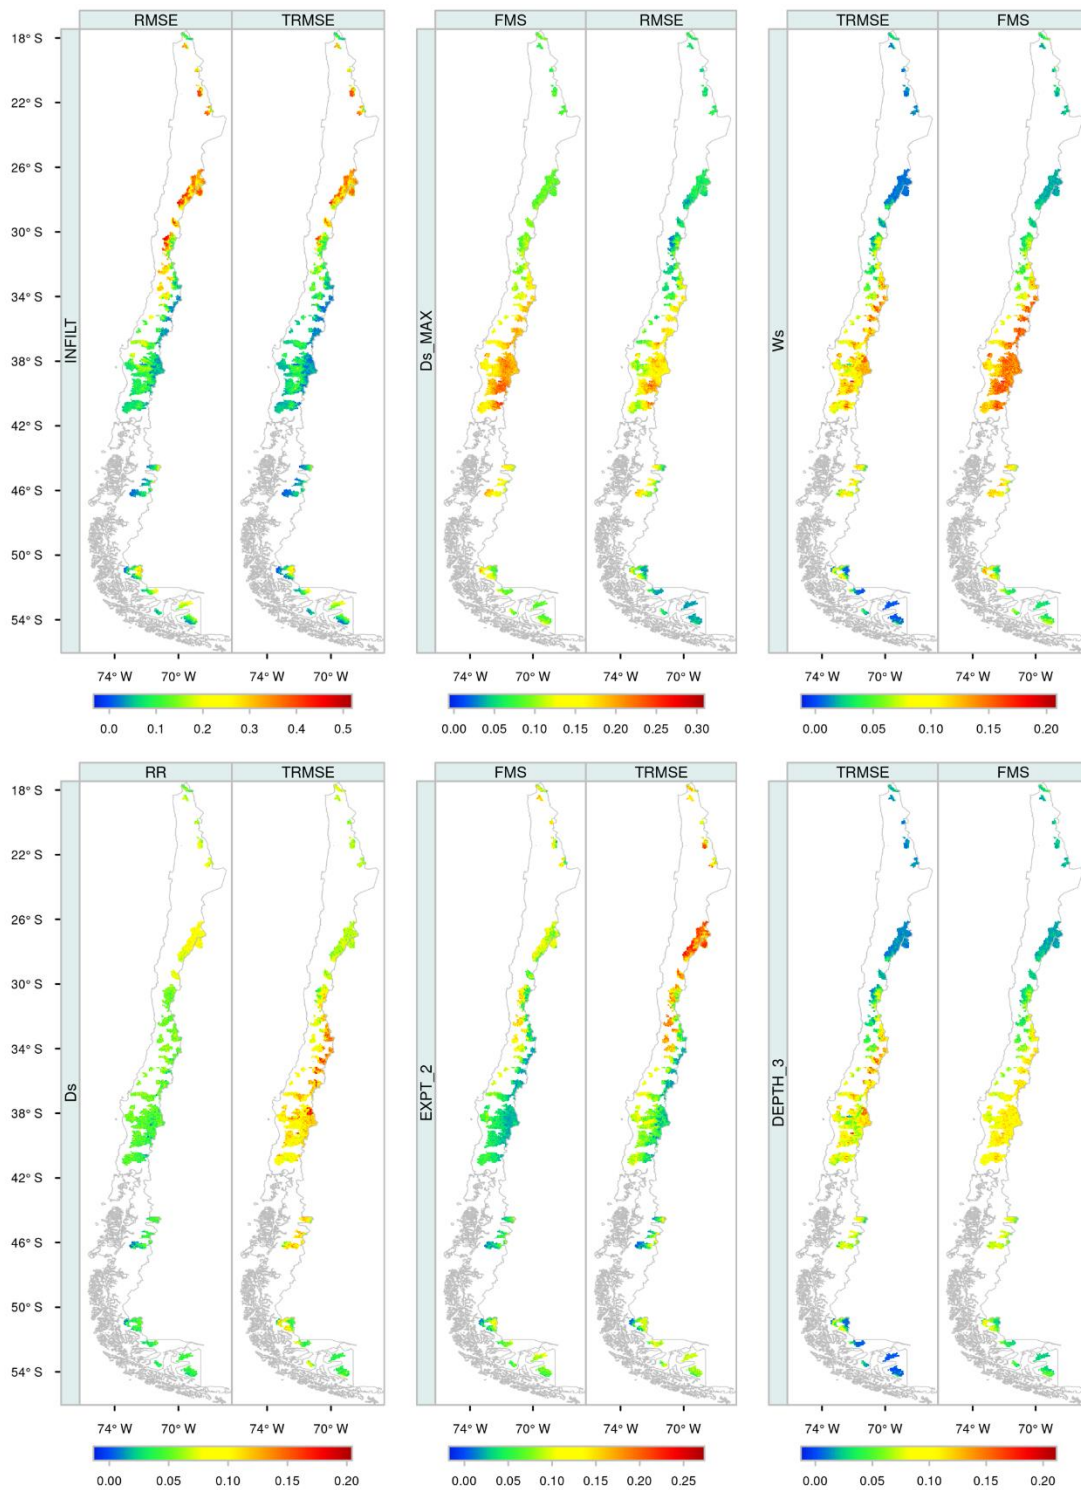 RMSE TRMSE FMS RMSE TRMSE FMS
18° S
22° S
26° S
30° S
34° S
38° S
42° S
46° S
50° S
54° S
INFILT
Ds_MAX
Ws
74° W 70° W 74° W 70° W 74° W 70° W 74° W 70° W 74° W 70° W 74° W 70° W
0.0 0.1 0.2 0.3 0.4 0.5 0.00 0.05 0.10 0.15 0.20 0.25 0.30 0.00 0.05 0.10 0.15 0.20
RR TRMSE FMS TRMSE TRMSE FMS
18° S
22° S
26° S
30° S
34° S
38° S
42° S
46° S
50° S
54° S
Ds
EXPT_2
DEPTH_3
74° W 70° W 74° W 70° W 74° W 70° W 74° W 70° W 74° W 70° W 74° W 70° W
0.00 0.05 0.10 0.15 0.20 0.00 0.05 0.10 0.15 0.20 0.25 0.00 0.05 0.10 0.15 0.20